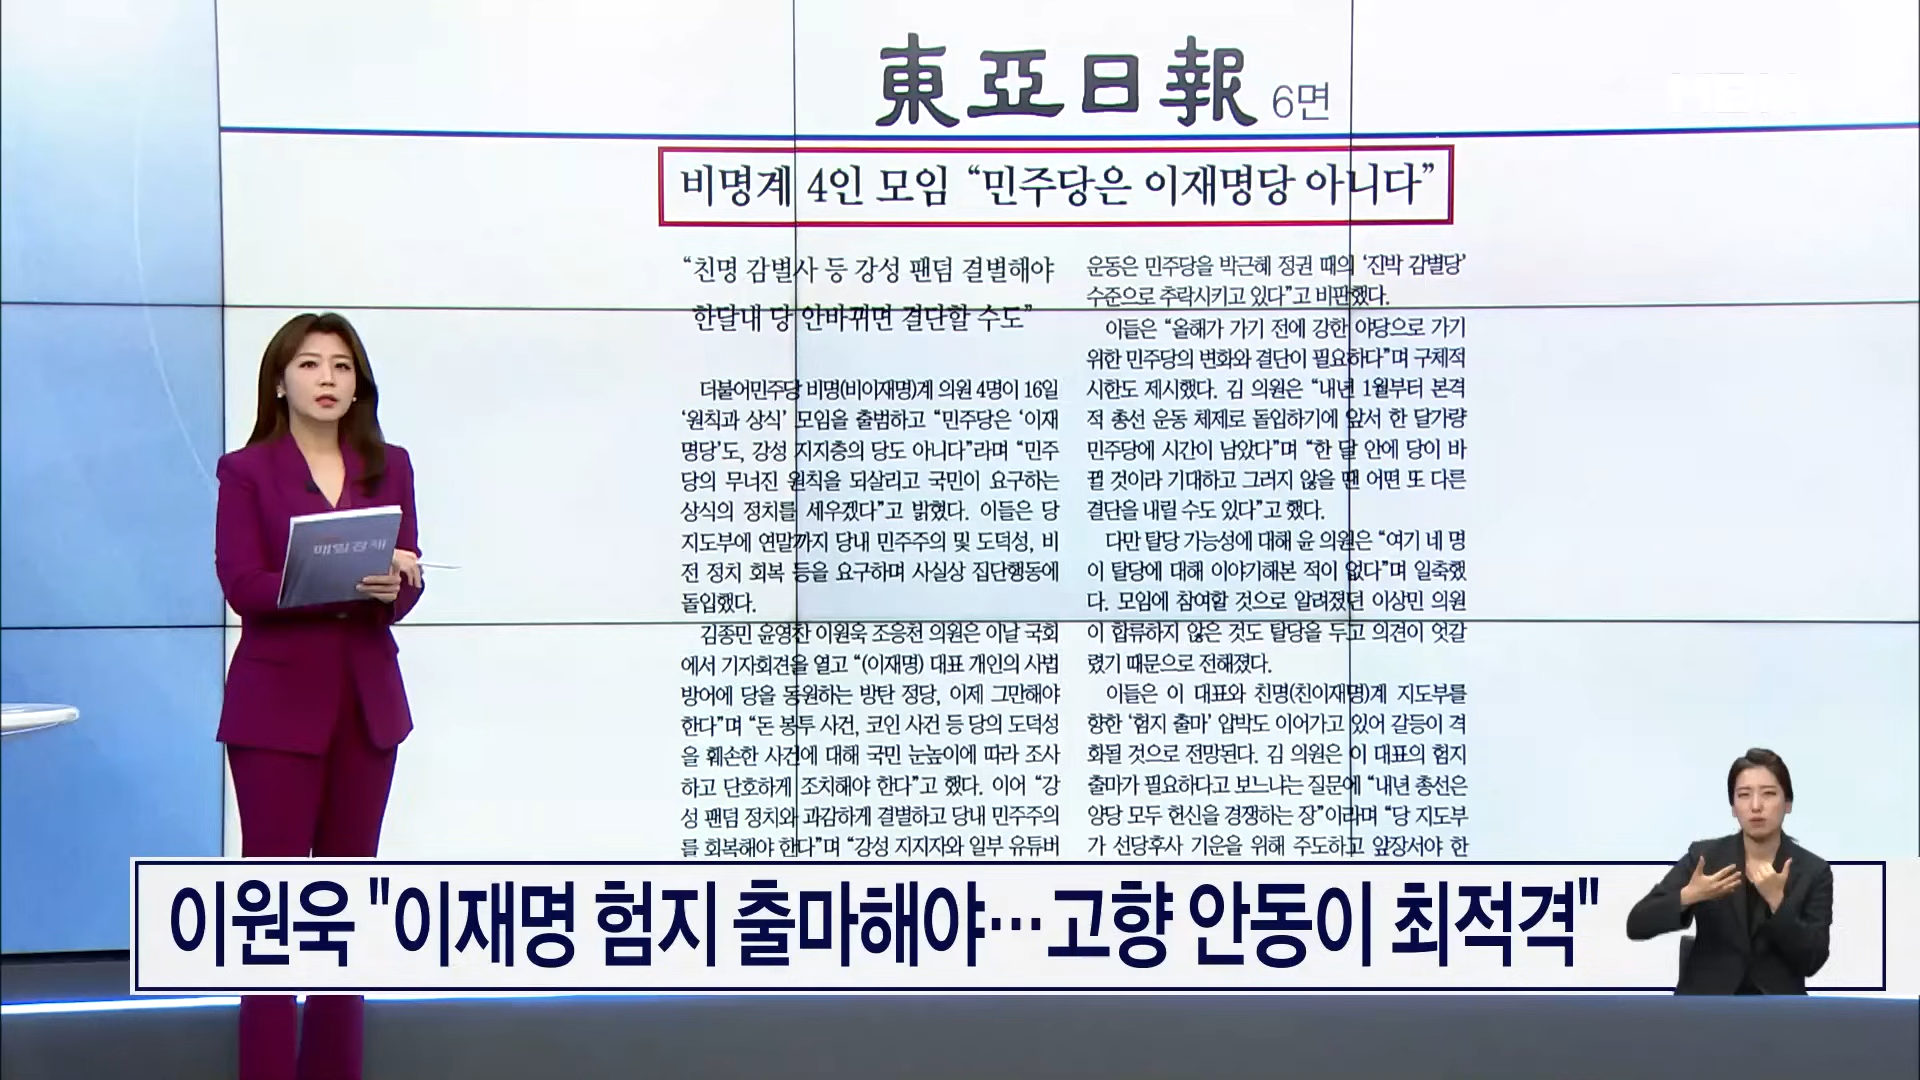 東亞日報 6면
비명계 4인 모임 “민주당은 이재명당 아니다”
“친명 감별사 등 강성 팬덤 결별해야
한달내 당 안바뀌면 결단할 수도”
더불어민주당 비명(비이재명)계 의원 4명이 16일
‘원칙과 상식’ 모임을 출범하고 “민주당은 ‘이재
명당’도, 강성 지지층의 당도 아니다”라며 “민주
당의 무너진 원칙을 되살리고 국민이 요구하는
상식의 정치를 세우겠다”고 밝혔다. 이들은 당
지도부에 연말까지 당내 민주주의 및 도덕성, 비
전 정치 회복 등을 요구하며 사실상 집단행동에
돌입했다.
김종민 윤영찬 이원욱 조응천 의원은 이날 국회
에서 기자회견을 열고 “(이재명) 대표 개인의 사법
방어에 당을 동원하는 방탄 정당, 이제 그만해야
한다”며 “돈 봉투 사건, 코인 사건 등 당의 도덕성
을 훼손한 사건에 대해 국민 눈높이에 따라 조사
하고 단호하게 조치해야 한다”고 했다. 이어 “강
성 팬덤 정치와 과감하게 결별하고 당내 민주주의
를 회복해야 한다”며 “강성 지지자와 일부 유튜버
운동은 민주당을 박근혜 정권 때의 ‘진박 감별당’
수준으로 추락시키고 있다”고 비판했다.
이들은 “올해가 가기 전에 강한 야당으로 가기
위한 민주당의 변화와 결단이 필요하다”며 구체적
시한도 제시했다. 김 의원은 “내년 1월부터 본격
적 총선 운동 체제로 돌입하기에 앞서 한 달가량
민주당에 시간이 남았다”며 “한 달 안에 당이 바
뀔 것이라 기대하고 그러지 않을 땐 어떤 또 다른
결단을 내릴 수도 있다”고 했다.
다만 탈당 가능성에 대해 윤 의원은 “여기 네 명
이 탈당에 대해 이야기해본 적이 없다”며 일축했
다. 모임에 참여할 것으로 알려졌던 이상민 의원
이 합류하지 않은 것도 탈당을 두고 의견이 엇갈
렸기 때문으로 전해졌다.
이들은 이 대표와 친명(친이재명)계 지도부를
향한 ‘험지 출마’ 압박도 이어가고 있어 갈등이 격
화될 것으로 전망된다. 김 의원은 이 대표의 험지
출마가 필요하다고 보느냐는 질문에 “내년 총선은
양당 모두 헌신을 경쟁하는 장”이라며 “당 지도부
가 선당후사 기운을 위해 주도하고 앞장서야 한
매일경제
이원욱 "이재명 험지 출마해야…고향 안동이 최적격"